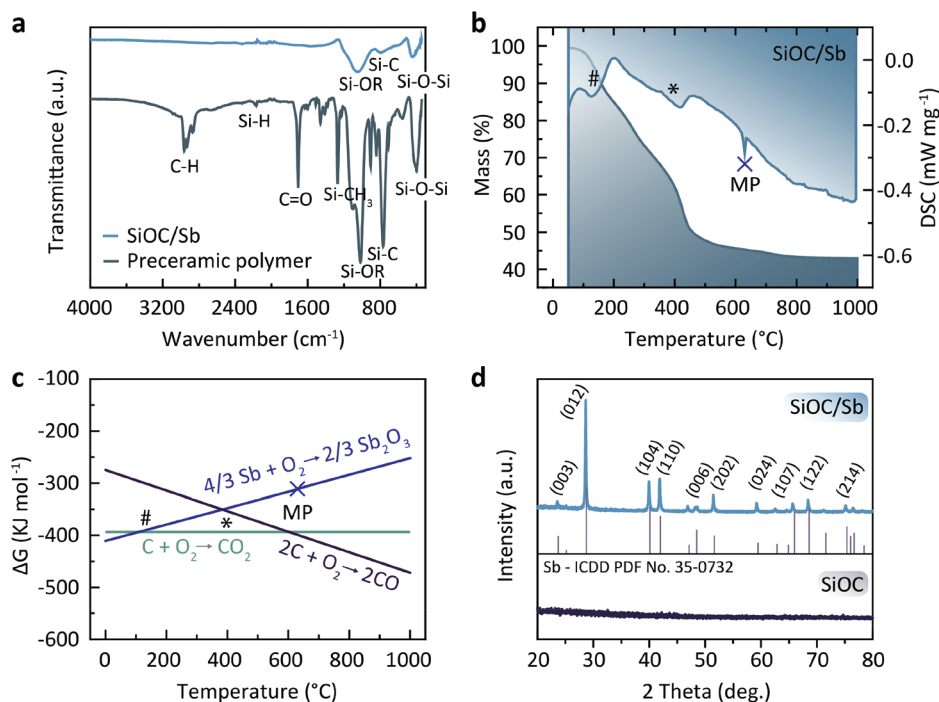 a
Transmittance (a.u.)
Si-C
Si-OR
Si-O-Si
Si-H
C-H
C=O
Si-CH₃
Si-O-Si
Si-C
Si-OR
SiOC/Sb
Preceramic polymer
4000 3200 2400 1600 800
Wavenumber (cm⁻¹)
b
SiOC/Sb
Mass (%)
100
90
80
70
60
50
40
#
*
MP
0.0
-0.2
-0.4
-0.6
DSC (mW mg⁻¹)
0 200 400 600 800 1000
Temperature (°C)
c
ΔG (KJ mol⁻¹)
-100
-200
-300
-400
-500
-600
4/3 Sb + O₂→2/3 Sb₂O₃
#
*
MP
C + O₂→CO₂
2C + O₂→2CO
0 200 400 600 800 1000
Temperature (°C)
d
Intensity (a.u.)
SiOC/Sb
(003)
(012)
(104)
(110)
(006)
(202)
(024)
(107)
(122)
(214)
Sb - ICDD PDF No. 35-0732
SiOC
20 30 40 50 60 70 80
2 Theta (deg.)